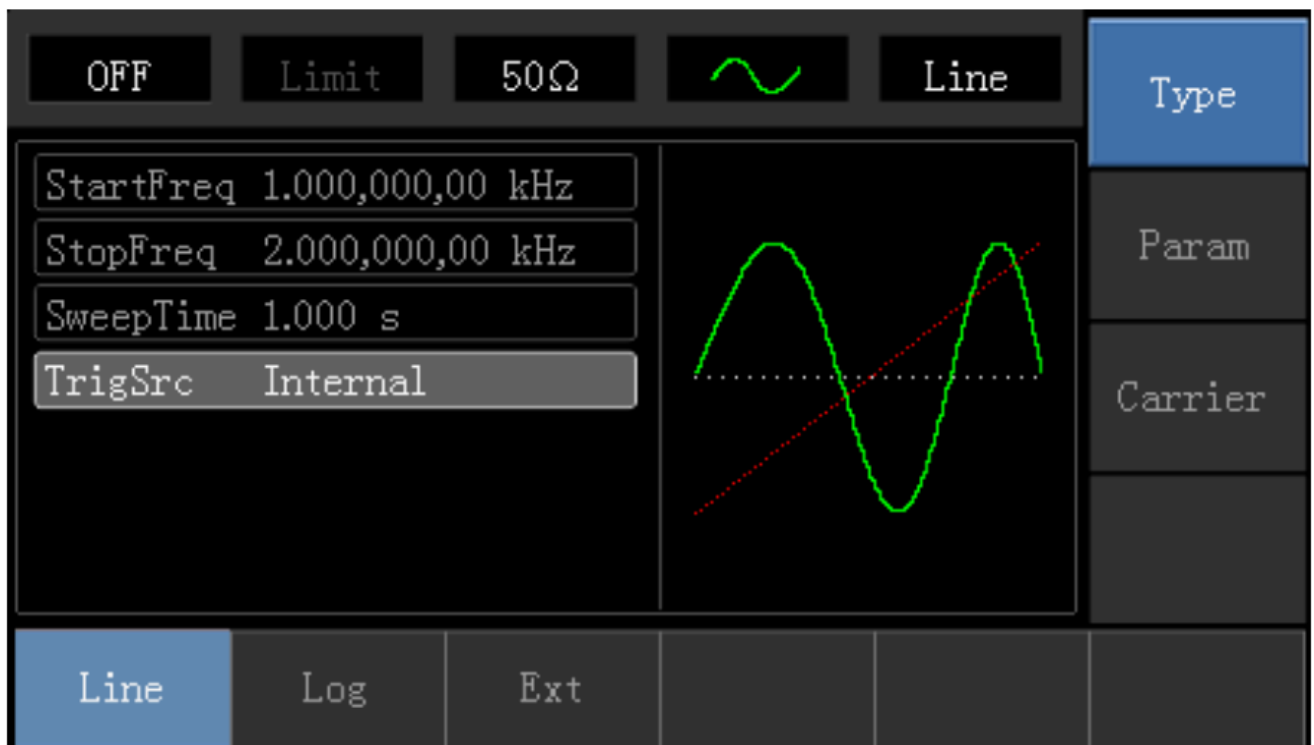 OFF Limit 50Ω Line
Type
StartFreq 1.000,000,00 kHz
StopFreq 2.000,000,00 kHz
SweepTime 1.000 s
TrigSrc Internal
Param
Carrier
Line Log Ext